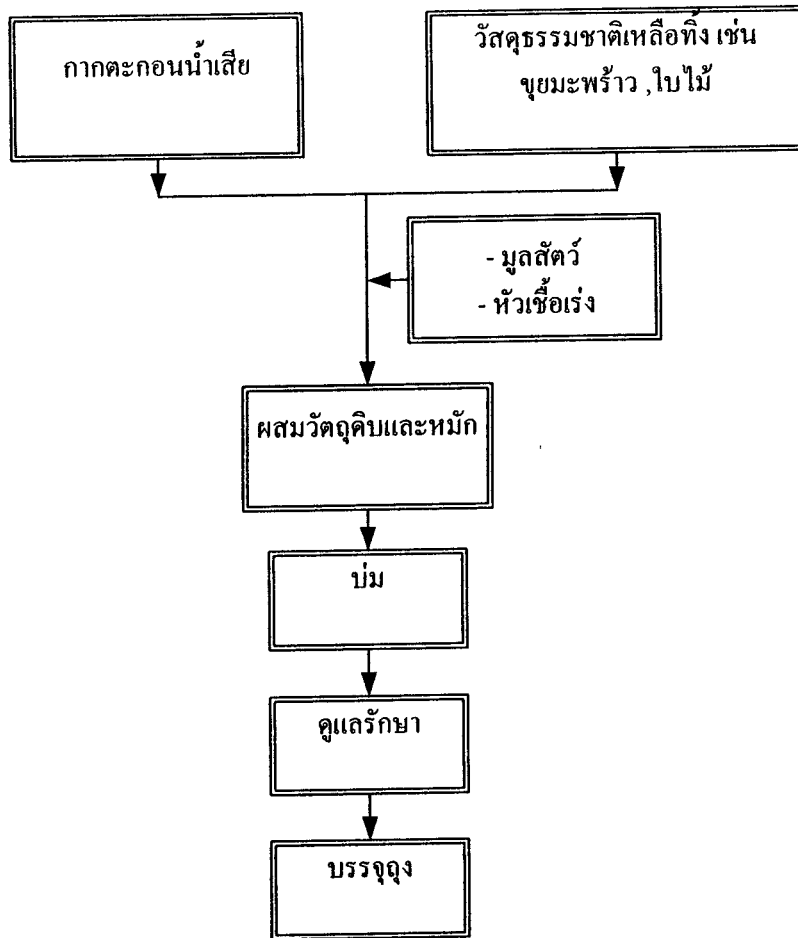 กากตะกอนน้ำเสีย
วัสดุธรรมชาติเหลือทิ้ง เช่น
ขุยมะพร้าว ,ใบไม้
- มูลสัตว์
- หัวเชื้อเร่ง
ผสมวัตถุดิบและหมัก
บ่ม
ดูแลรักษา
บรรจุถุง